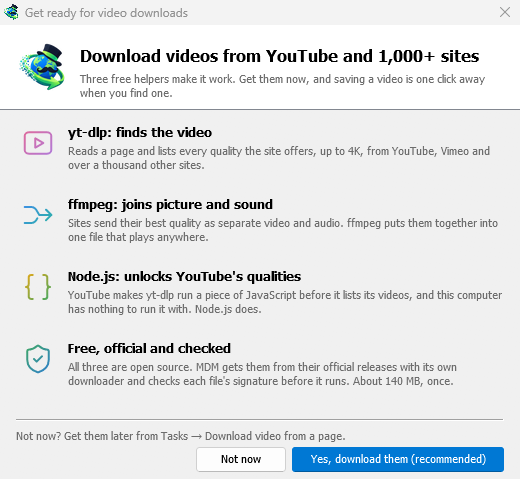 Get ready for video downloads
Download videos from YouTube and 1,000+ sites
Three free helpers make it work. Get them now, and saving a video is one click away
when you find one.
yt-dlp: finds the video
Reads a page and lists every quality the site offers, up to 4K, from YouTube, Vimeo and
over a thousand other sites.
ffmpeg: joins picture and sound
Sites send their best quality as separate video and audio. ffmpeg puts them together into
one file that plays anywhere.
Node.js: unlocks YouTube's qualities
YouTube makes yt-dlp run a piece of JavaScript before it lists its videos, and this computer
has nothing to run it with. Node.js does.
Free, official and checked
All three are open source. MDM gets them from their official releases with its own
downloader and checks each file's signature before it runs. About 140 MB, once.
Not now? Get them later from Tasks → Download video from a page.
Not now
Yes, download them (recommended)